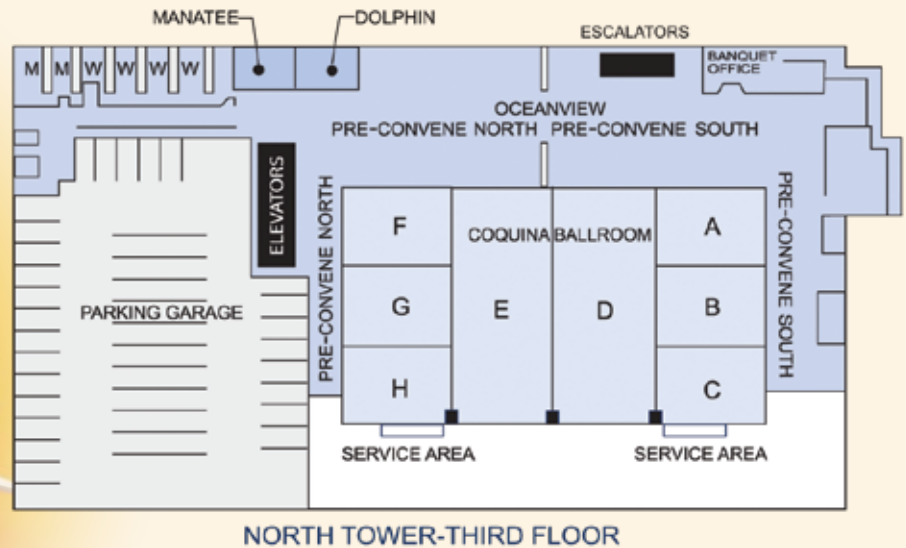 MANATEE
DOLPHIN
ESCALATORS
M M W W W W
BANQUET
OFFICE
OCEANVIEW
PRE-CONVENE NORTH PRE-CONVENE SOUTH
ELEVATORS
PRE-CONVENE NORTH
PRE-CONVENE SOUTH
F
COQUINA BALLROOM
A
PARKING GARAGE
G
E
D
B
H
C
SERVICE AREA
SERVICE AREA
NORTH TOWER-THIRD FLOOR